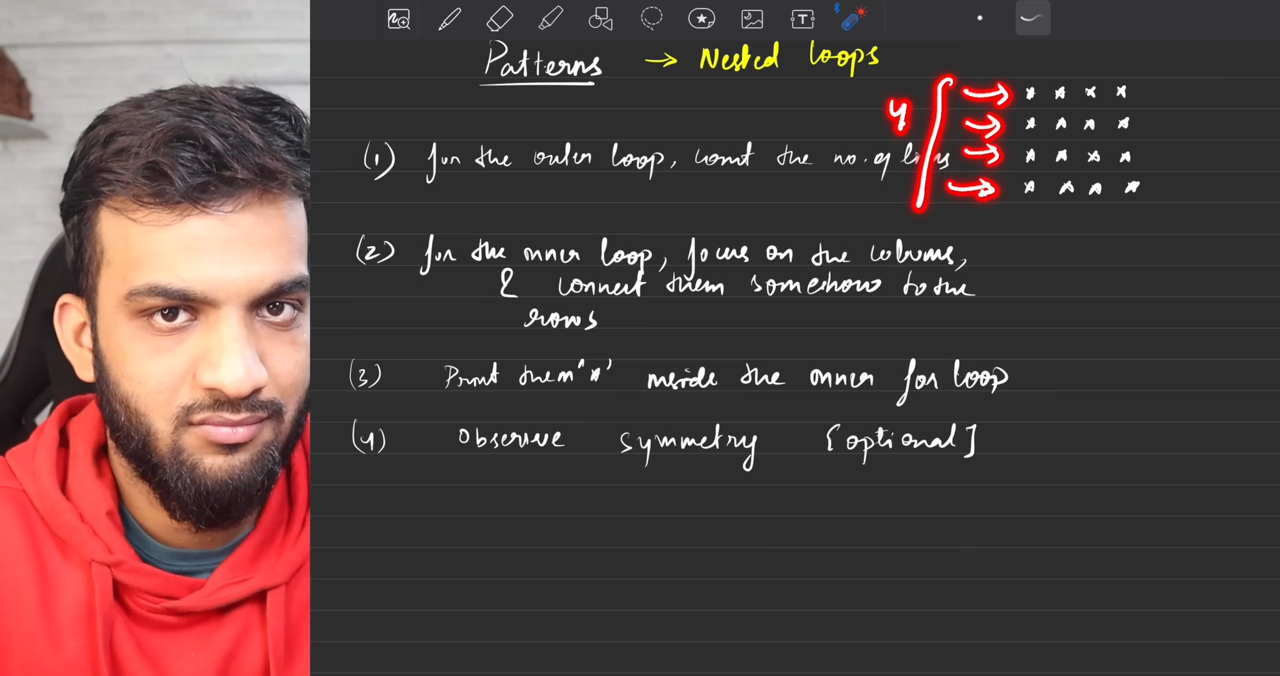 Patterns → Nested loops
4
* * * *
* * * *
* * * *
* * * *
(1) for the outer loop, count the no. of lines
(2) for the inner loop, focus on the columns,
& connect them somehow to the
rows
(3) Print them '*' inside the inner for loop
(4) Observe symmetry [optional]